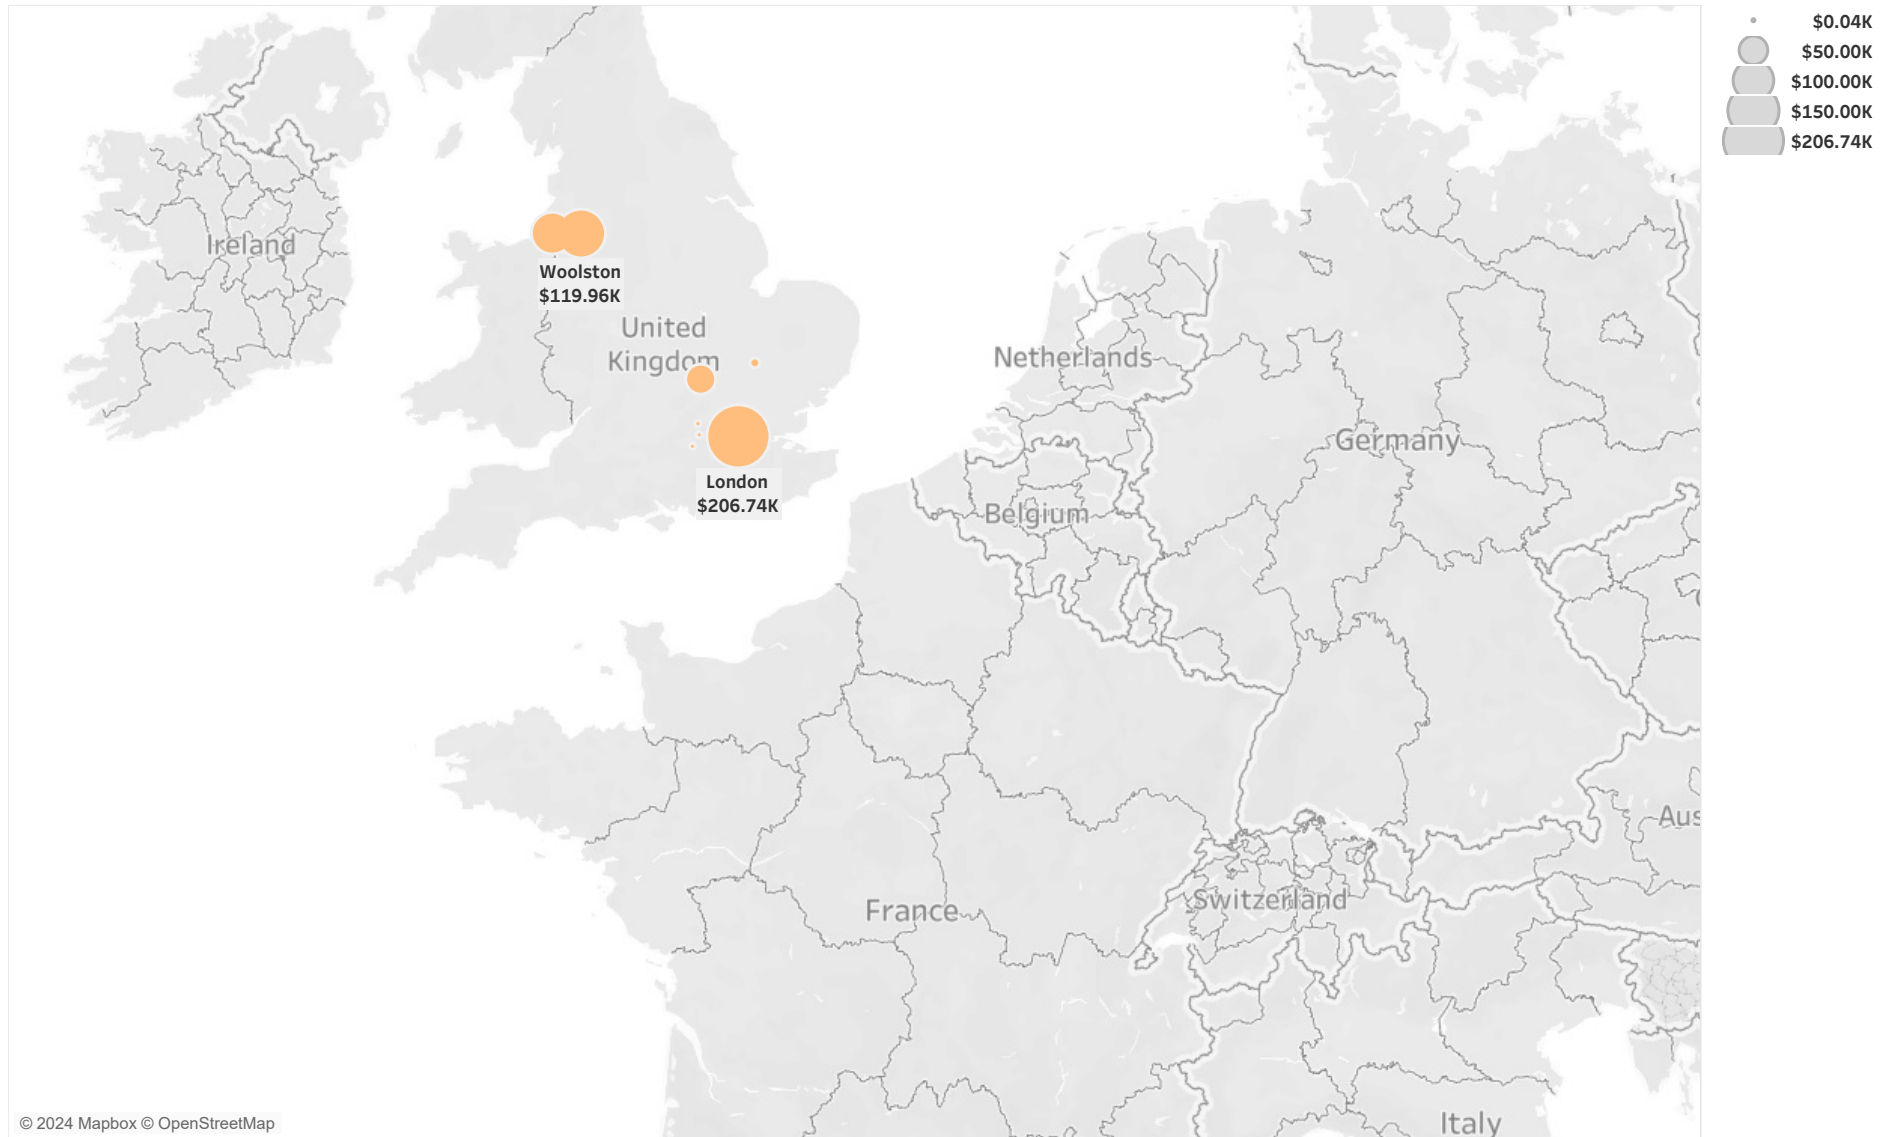 $0.04K
$50.00K
$100.00K
$150.00K
$206.74K
Ireland
Woolston
$119.96K
United
Kingdom
London
$206.74K
Netherlands
Germany
Belgium
France
Switzerland
Aus
Italy
© 2024 Mapbox © OpenStreetMap